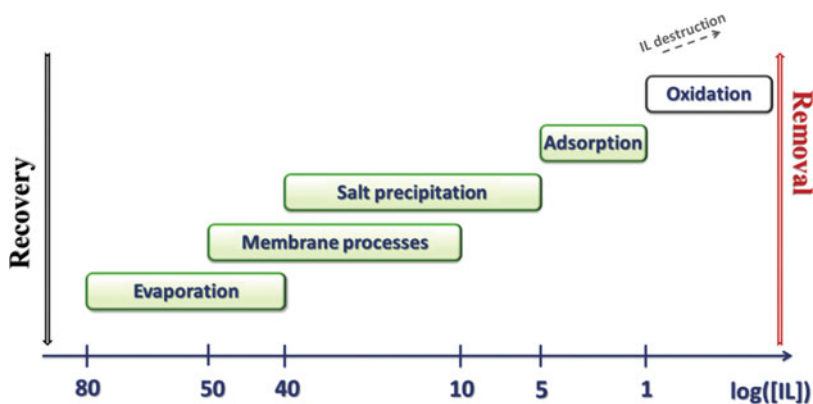 IL destruction
Oxidation
Adsorption
Salt precipitation
Membrane processes
Evaporation
Recovery
Removal
80 50 40 10 5 1 log([IL])